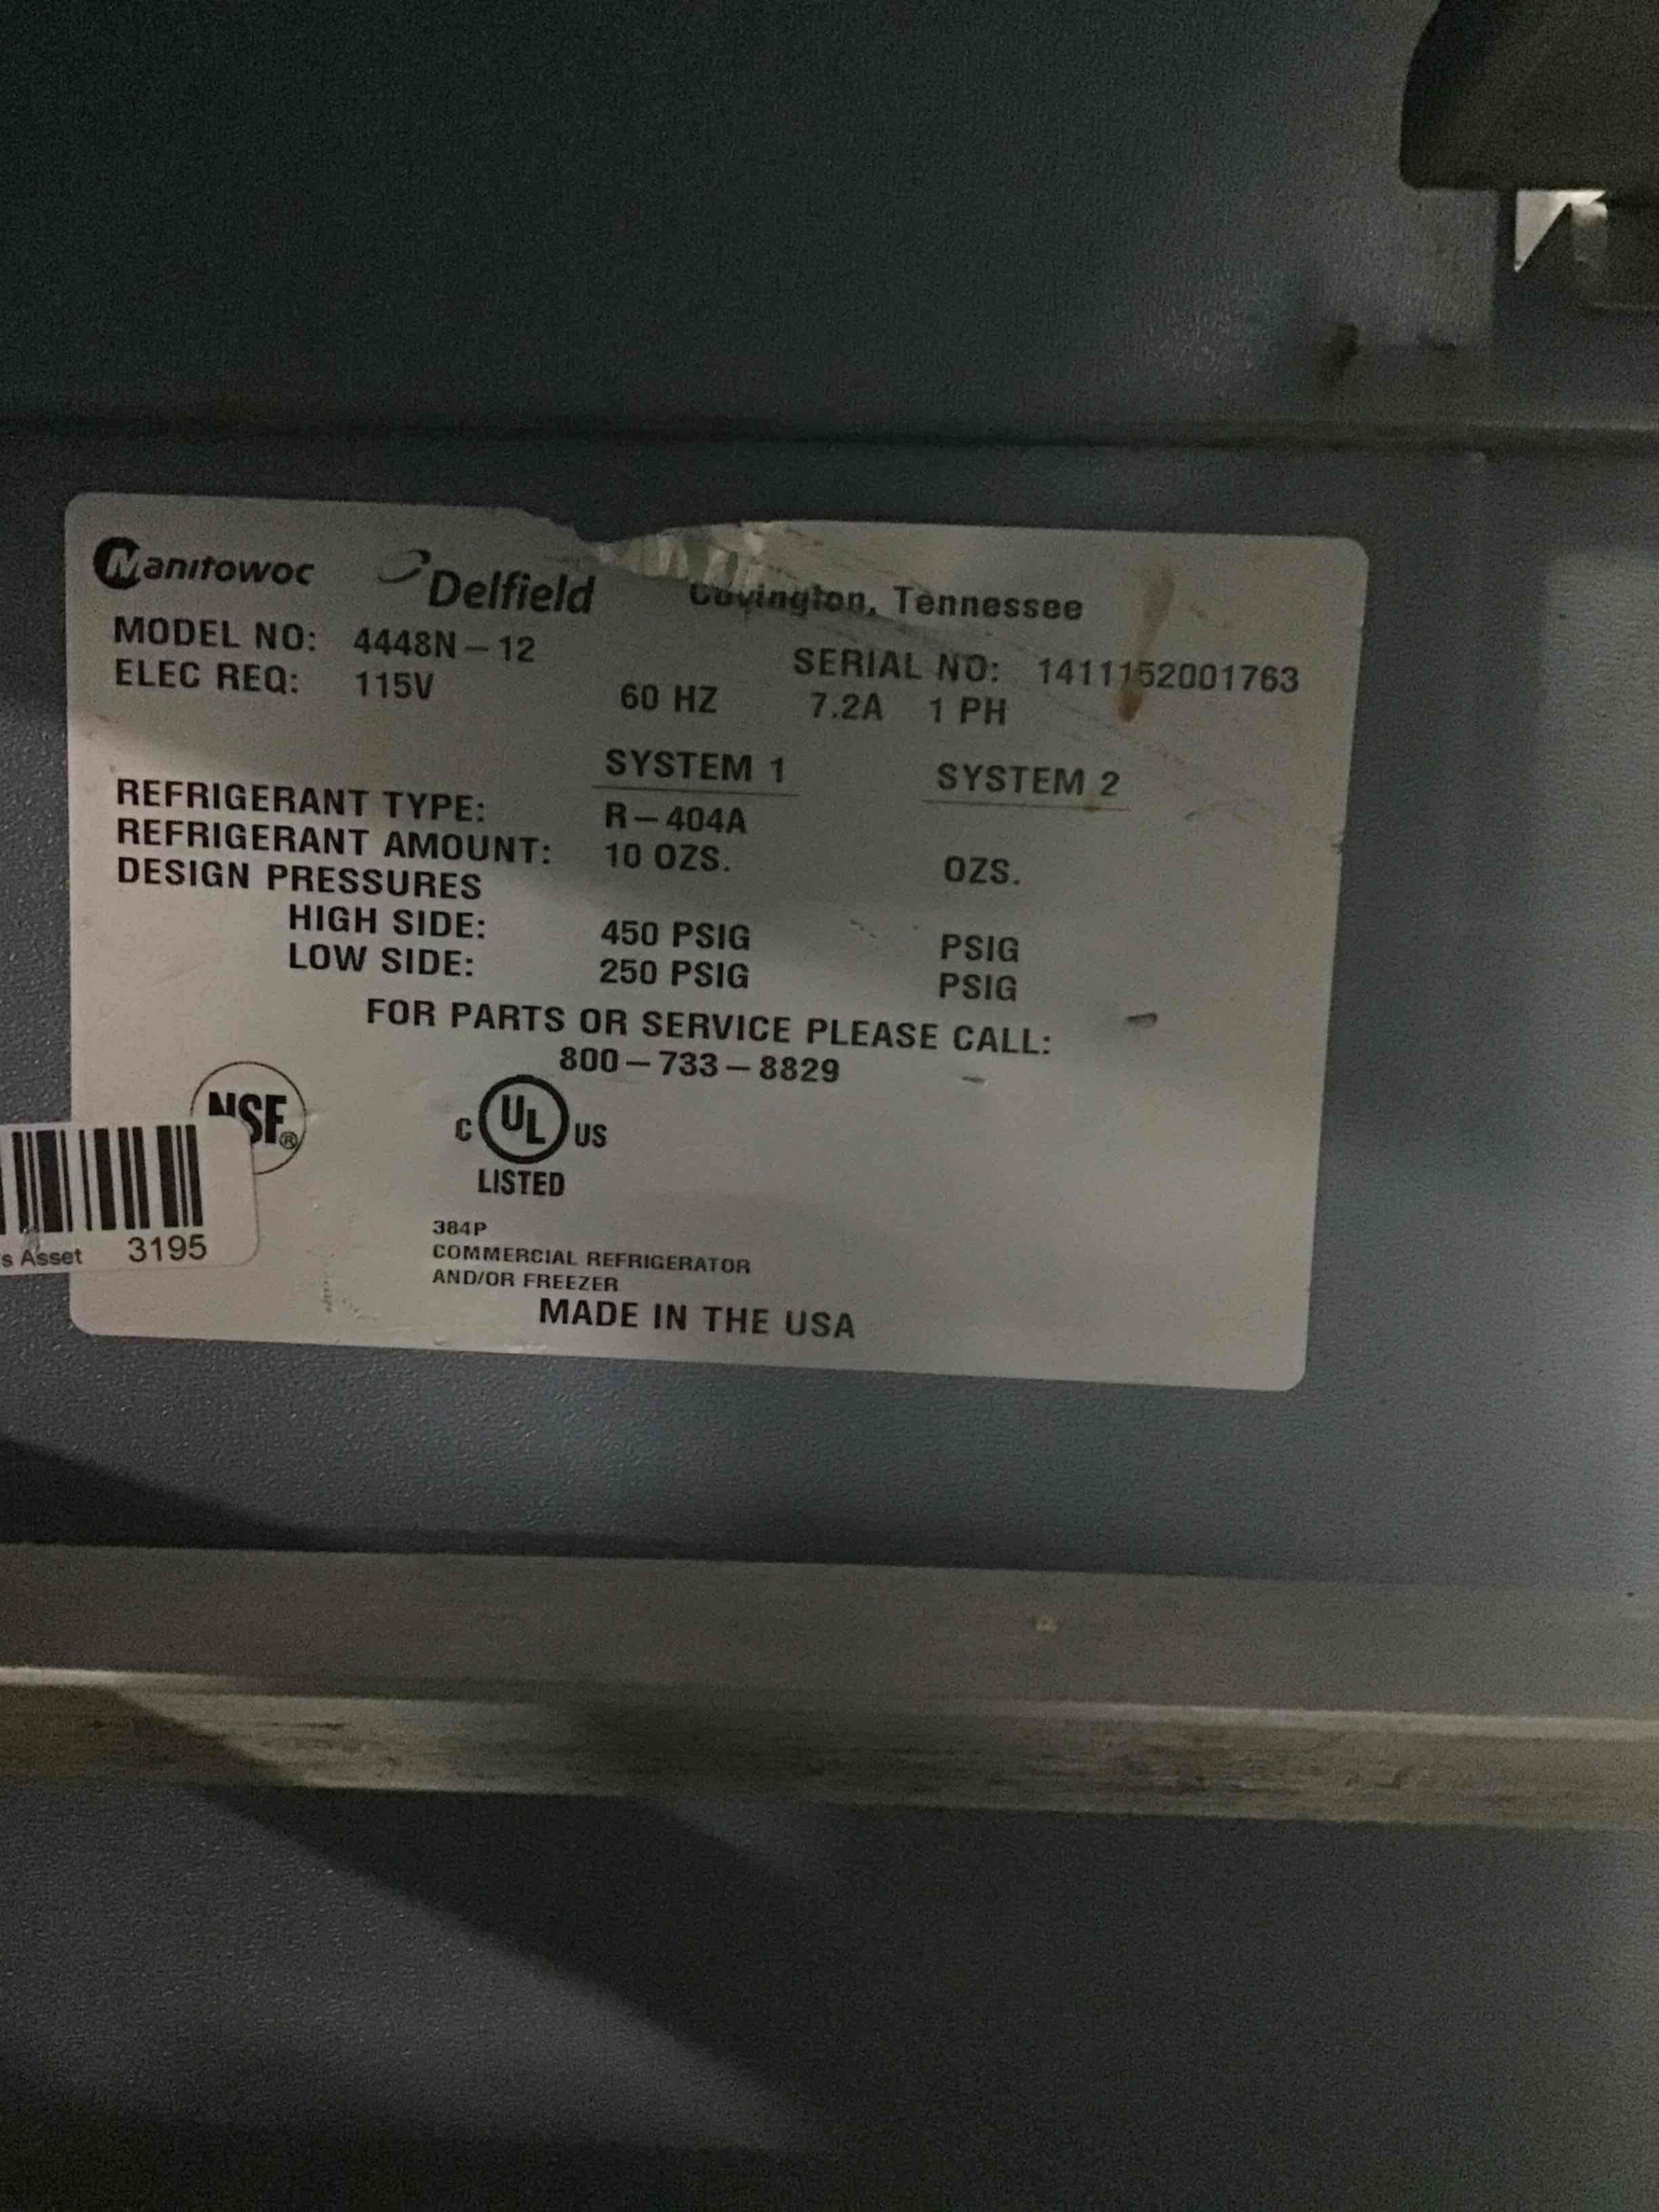 Manitowoc Delfield Covington, Tennessee
MODEL NO: 4448N-12 SERIAL NO: 1411152001763
ELEC REQ: 115V 60 HZ 7.2A 1 PH
SYSTEM 1 SYSTEM 2
REFRIGERANT TYPE: R-404A
REFRIGERANT AMOUNT: 10 OZS. OZS.
DESIGN PRESSURES
HIGH SIDE: 450 PSIG PSIG
LOW SIDE: 250 PSIG PSIG
FOR PARTS OR SERVICE PLEASE CALL:
800-733-8829
NSF®
C UL US
LISTED
s Asset 3195
384P
COMMERCIAL REFRIGERATOR
AND/OR FREEZER
MADE IN THE USA